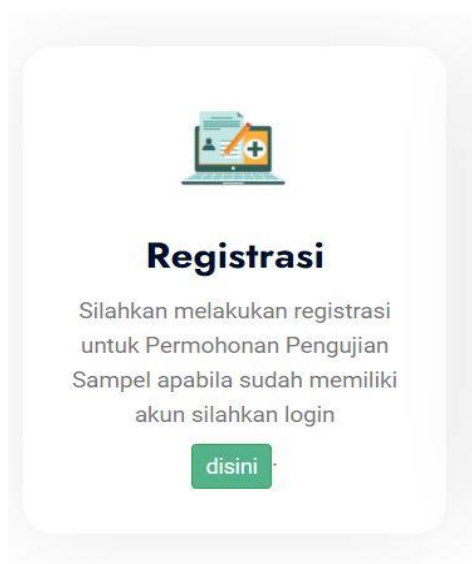 Registrasi
Silahkan melakukan registrasi
untuk Permohonan Pengujian
Sampel apabila sudah memiliki
akun silahkan login
disini .